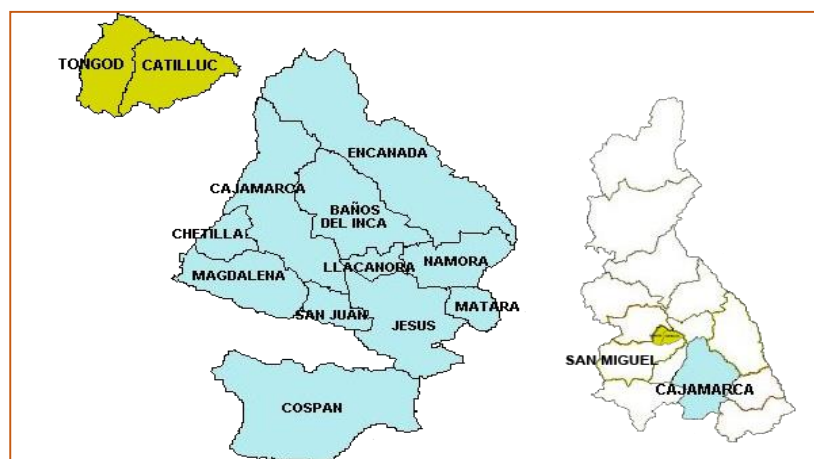 TONGOD
CATILLUC
ENCANADA
CAJAMARCA
BAÑOS
DEL INCA
CHETILLA
LLACANORA
NAMORA
MAGDALENA
SAN JUAN
JESUS
MATARA
COSPAN
SAN MIGUEL
CAJAMARCA